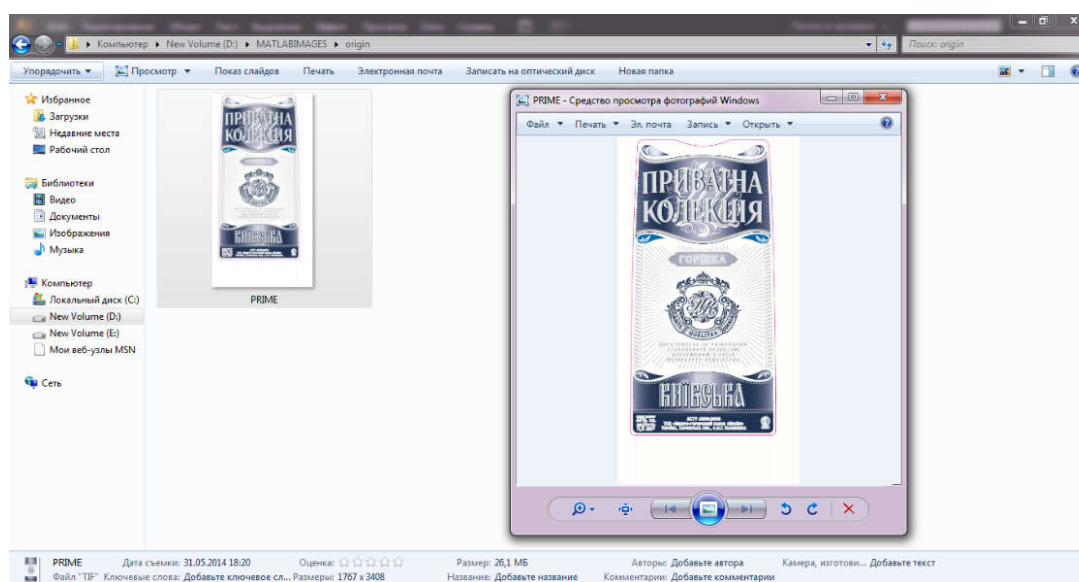 Компьютер ▸ New Volume (D:) ▸ MATLABIMAGES ▸ origin
Поиск: origin
Упорядочить Просмотр Показ слайдов Печать Электронная почта Записать на оптический диск Новая папка
Избранное
Загрузки
Недавние места
Рабочий стол
Библиотеки
Видео
Документы
Изображения
Музыка
Компьютер
Локальный диск (C:)
New Volume (D:)
New Volume (E:)
Мои веб-узлы MSN
Сеть
ПРИВАТНА
КОЛЕКЦІЯ
КИЇВСЬКА
PRIME
PRIME - Средство просмотра фотографий Windows
Файл Печать Эл. почта Запись Открыть
ПРИВАТНА
КОЛЕКЦІЯ
ГОРІЛКА
КИЇВСЬКА
PRIME Дата съемки: 31.05.2014 18:20 Оценка: Размер: 26,1 МБ Авторы: Добавьте автора Камера, изготови... Добавьте текст
Файл "TIF" Ключевые слова: Добавьте ключевое сл... Размеры: 1767 x 3408 Название: Добавьте название Комментарии: Добавьте комментарии